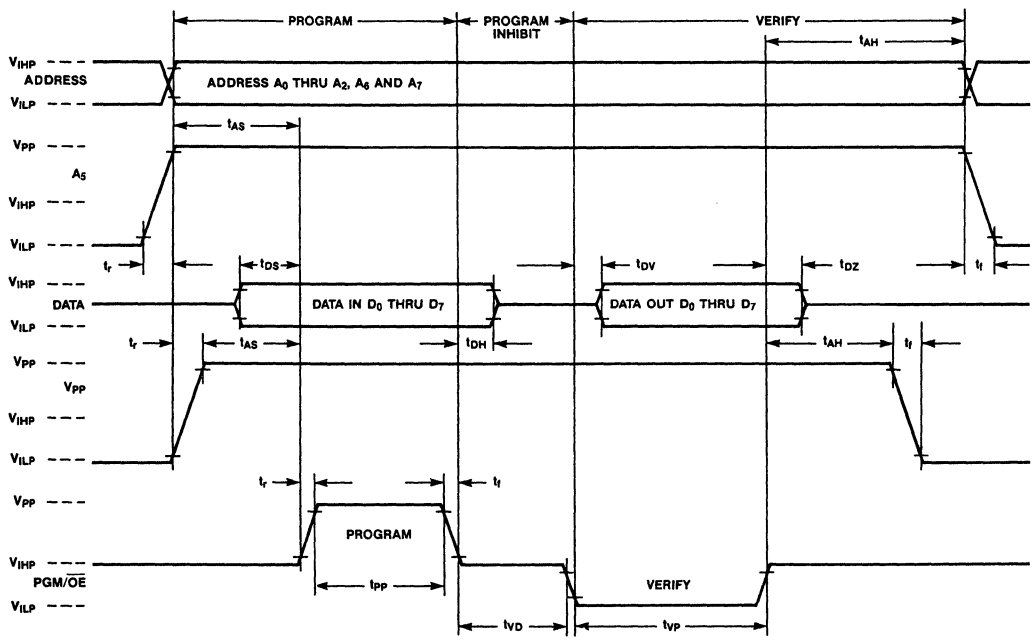 PROGRAM
PROGRAM INHIBIT
VERIFY
tAH
VIHP
ADDRESS
VILP
ADDRESS A0 THRU A2, A6 AND A7
tAS
VPP
A5
VIHP
VILP
tr
tDS
tDV
tDZ
tf
VIHP
DATA
VILP
DATA IN D0 THRU D7
DATA OUT D0 THRU D7
tr
tAS
tDH
tAH
tf
VPP
VPP
VIHP
VILP
tr
tf
VPP
PROGRAM
VIHP
PGM/O̅E̅
VILP
tPP
VERIFY
tVD
tVP